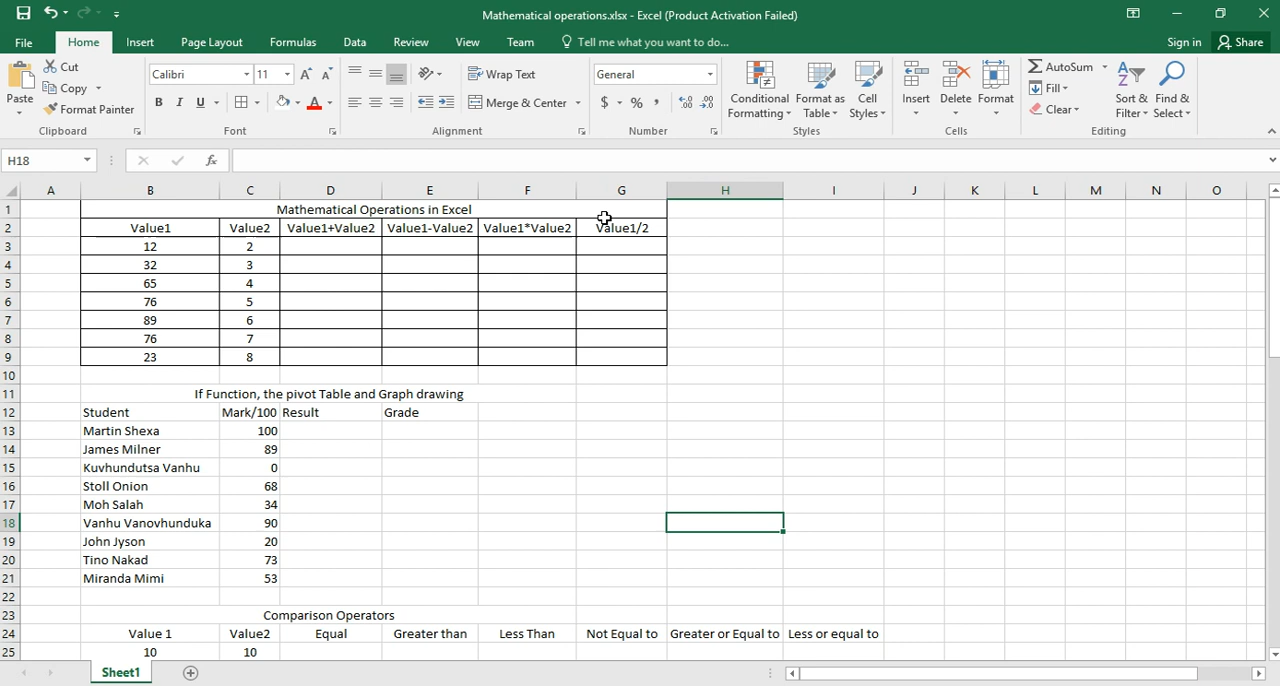 Mathematical operations.xlsx - Excel (Product Activation Failed)
File Home Insert Page Layout Formulas Data Review View Team Tell me what you want to do... Sign in Share
Paste
Cut
Copy
Format Painter
Clipboard
Calibri 11
B I U
Font
Wrap Text
Merge & Center
Alignment
General
$ % ,
Number
Conditional Formatting
Format as Table
Cell Styles
Styles
Insert Delete Format
Cells
AutoSum
Fill
Clear
Sort & Filter
Find & Select
Editing
H18 fx
A B C D E F G H I J K L M N O
1 Mathematical Operations in Excel
2 Value1 Value2 Value1+Value2 Value1-Value2 Value1*Value2 Value1/2
3 12 2
4 32 3
5 65 4
6 76 5
7 89 6
8 76 7
9 23 8
10
11 If Function, the pivot Table and Graph drawing
12 Student Mark/100 Result Grade
13 Martin Shexa 100
14 James Milner 89
15 Kuvhundutsa Vanhu 0
16 Stoll Onion 68
17 Moh Salah 34
18 Vanhu Vanovhunduka 90
19 John Jyson 20
20 Tino Nakad 73
21 Miranda Mimi 53
22
23 Comparison Operators
24 Value 1 Value2 Equal Greater than Less Than Not Equal to Greater or Equal to Less or equal to
25 10 10
Sheet1